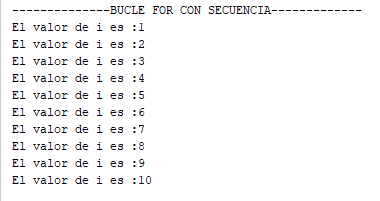 --------------BUCLE FOR CON SECUENCIA-------------
El valor de i es :1
El valor de i es :2
El valor de i es :3
El valor de i es :4
El valor de i es :5
El valor de i es :6
El valor de i es :7
El valor de i es :8
El valor de i es :9
El valor de i es :10